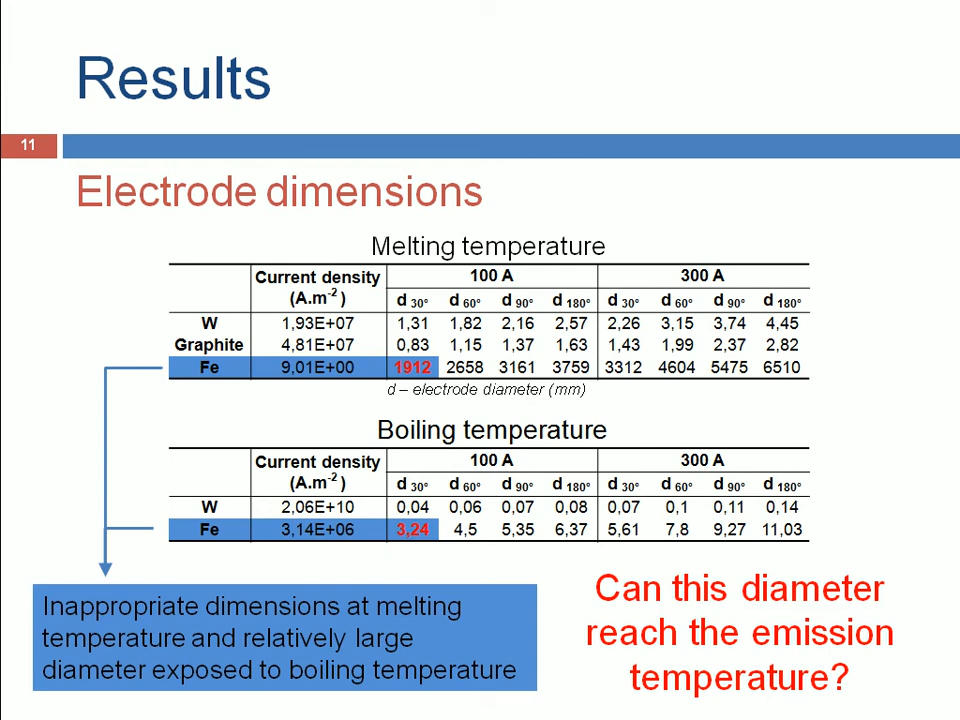 Results
11
Electrode dimensions
Melting temperature
Current density (A.m-2) 100 A 300 A
d 30° d 60° d 90° d 180° d 30° d 60° d 90° d 180°
W 1,93E+07 1,31 1,82 2,16 2,57 2,26 3,15 3,74 4,45
Graphite 4,81E+07 0,83 1,15 1,37 1,63 1,43 1,99 2,37 2,82
Fe 9,01E+00 1912 2658 3161 3759 3312 4604 5475 6510
d – electrode diameter (mm)
Boiling temperature
Current density (A.m-2) 100 A 300 A
d 30° d 60° d 90° d 180° d 30° d 60° d 90° d 180°
W 2,06E+10 0,04 0,06 0,07 0,08 0,07 0,1 0,11 0,14
Fe 3,14E+06 3,24 4,5 5,35 6,37 5,61 7,8 9,27 11,03
Inappropriate dimensions at melting
temperature and relatively large
diameter exposed to boiling temperature
Can this diameter
reach the emission
temperature?